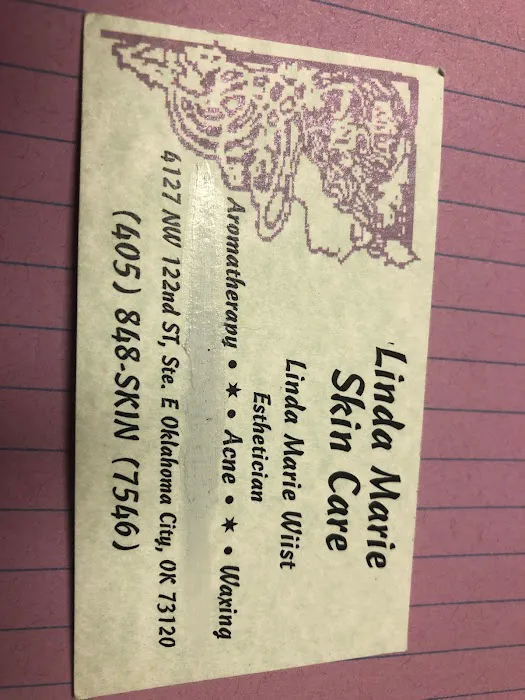 Linda Marie
Skin Care
Linda Marie Wiist
Esthetician
Aromatherapy • ★ • Acne • ★ • Waxing
4127 NW 122nd ST, Ste. E Oklahoma City, OK 73120
(405) 848-SKIN (7546)